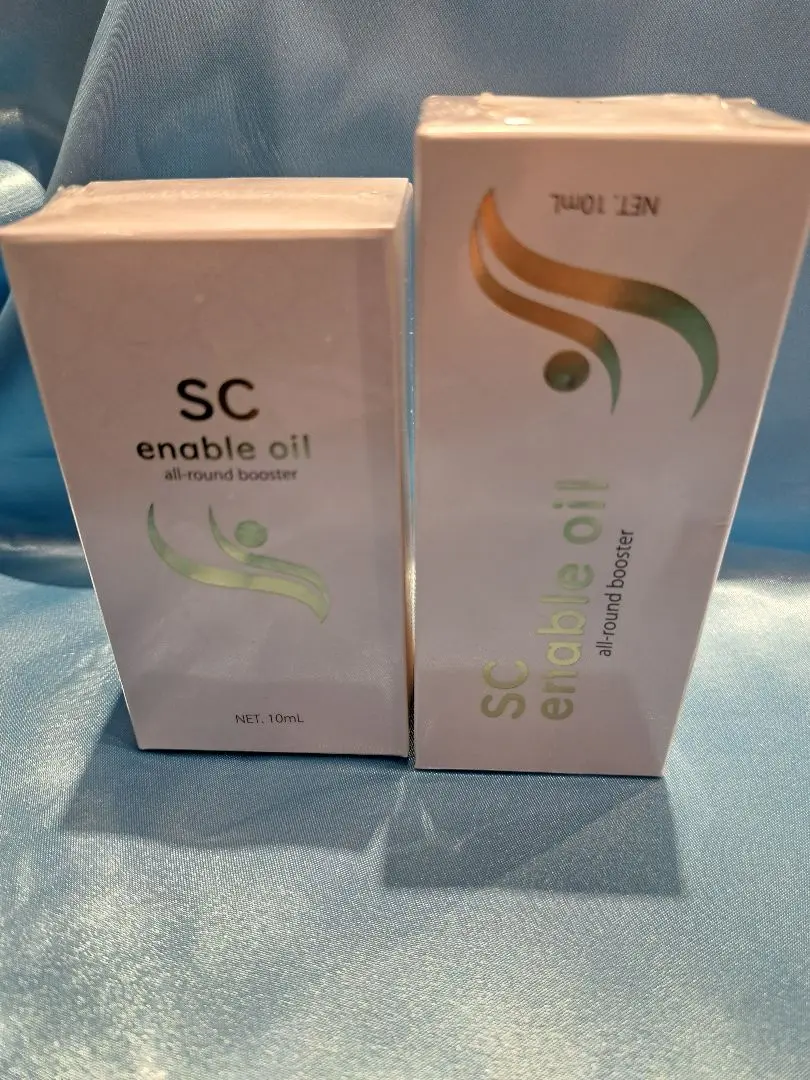 SC
enable oil
all-round booster
NET. 10mL
NET. 10mL
SC
enable oil
all-round booster